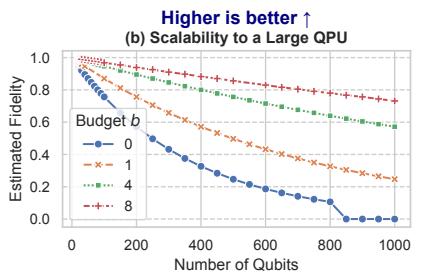 Higher is better ↑
(b) Scalability to a Large QPU
Estimated Fidelity
1.0
0.8
0.6
0.4
0.2
0.0
Budget b
0
1
4
8
0 200 400 600 800 1000
Number of Qubits